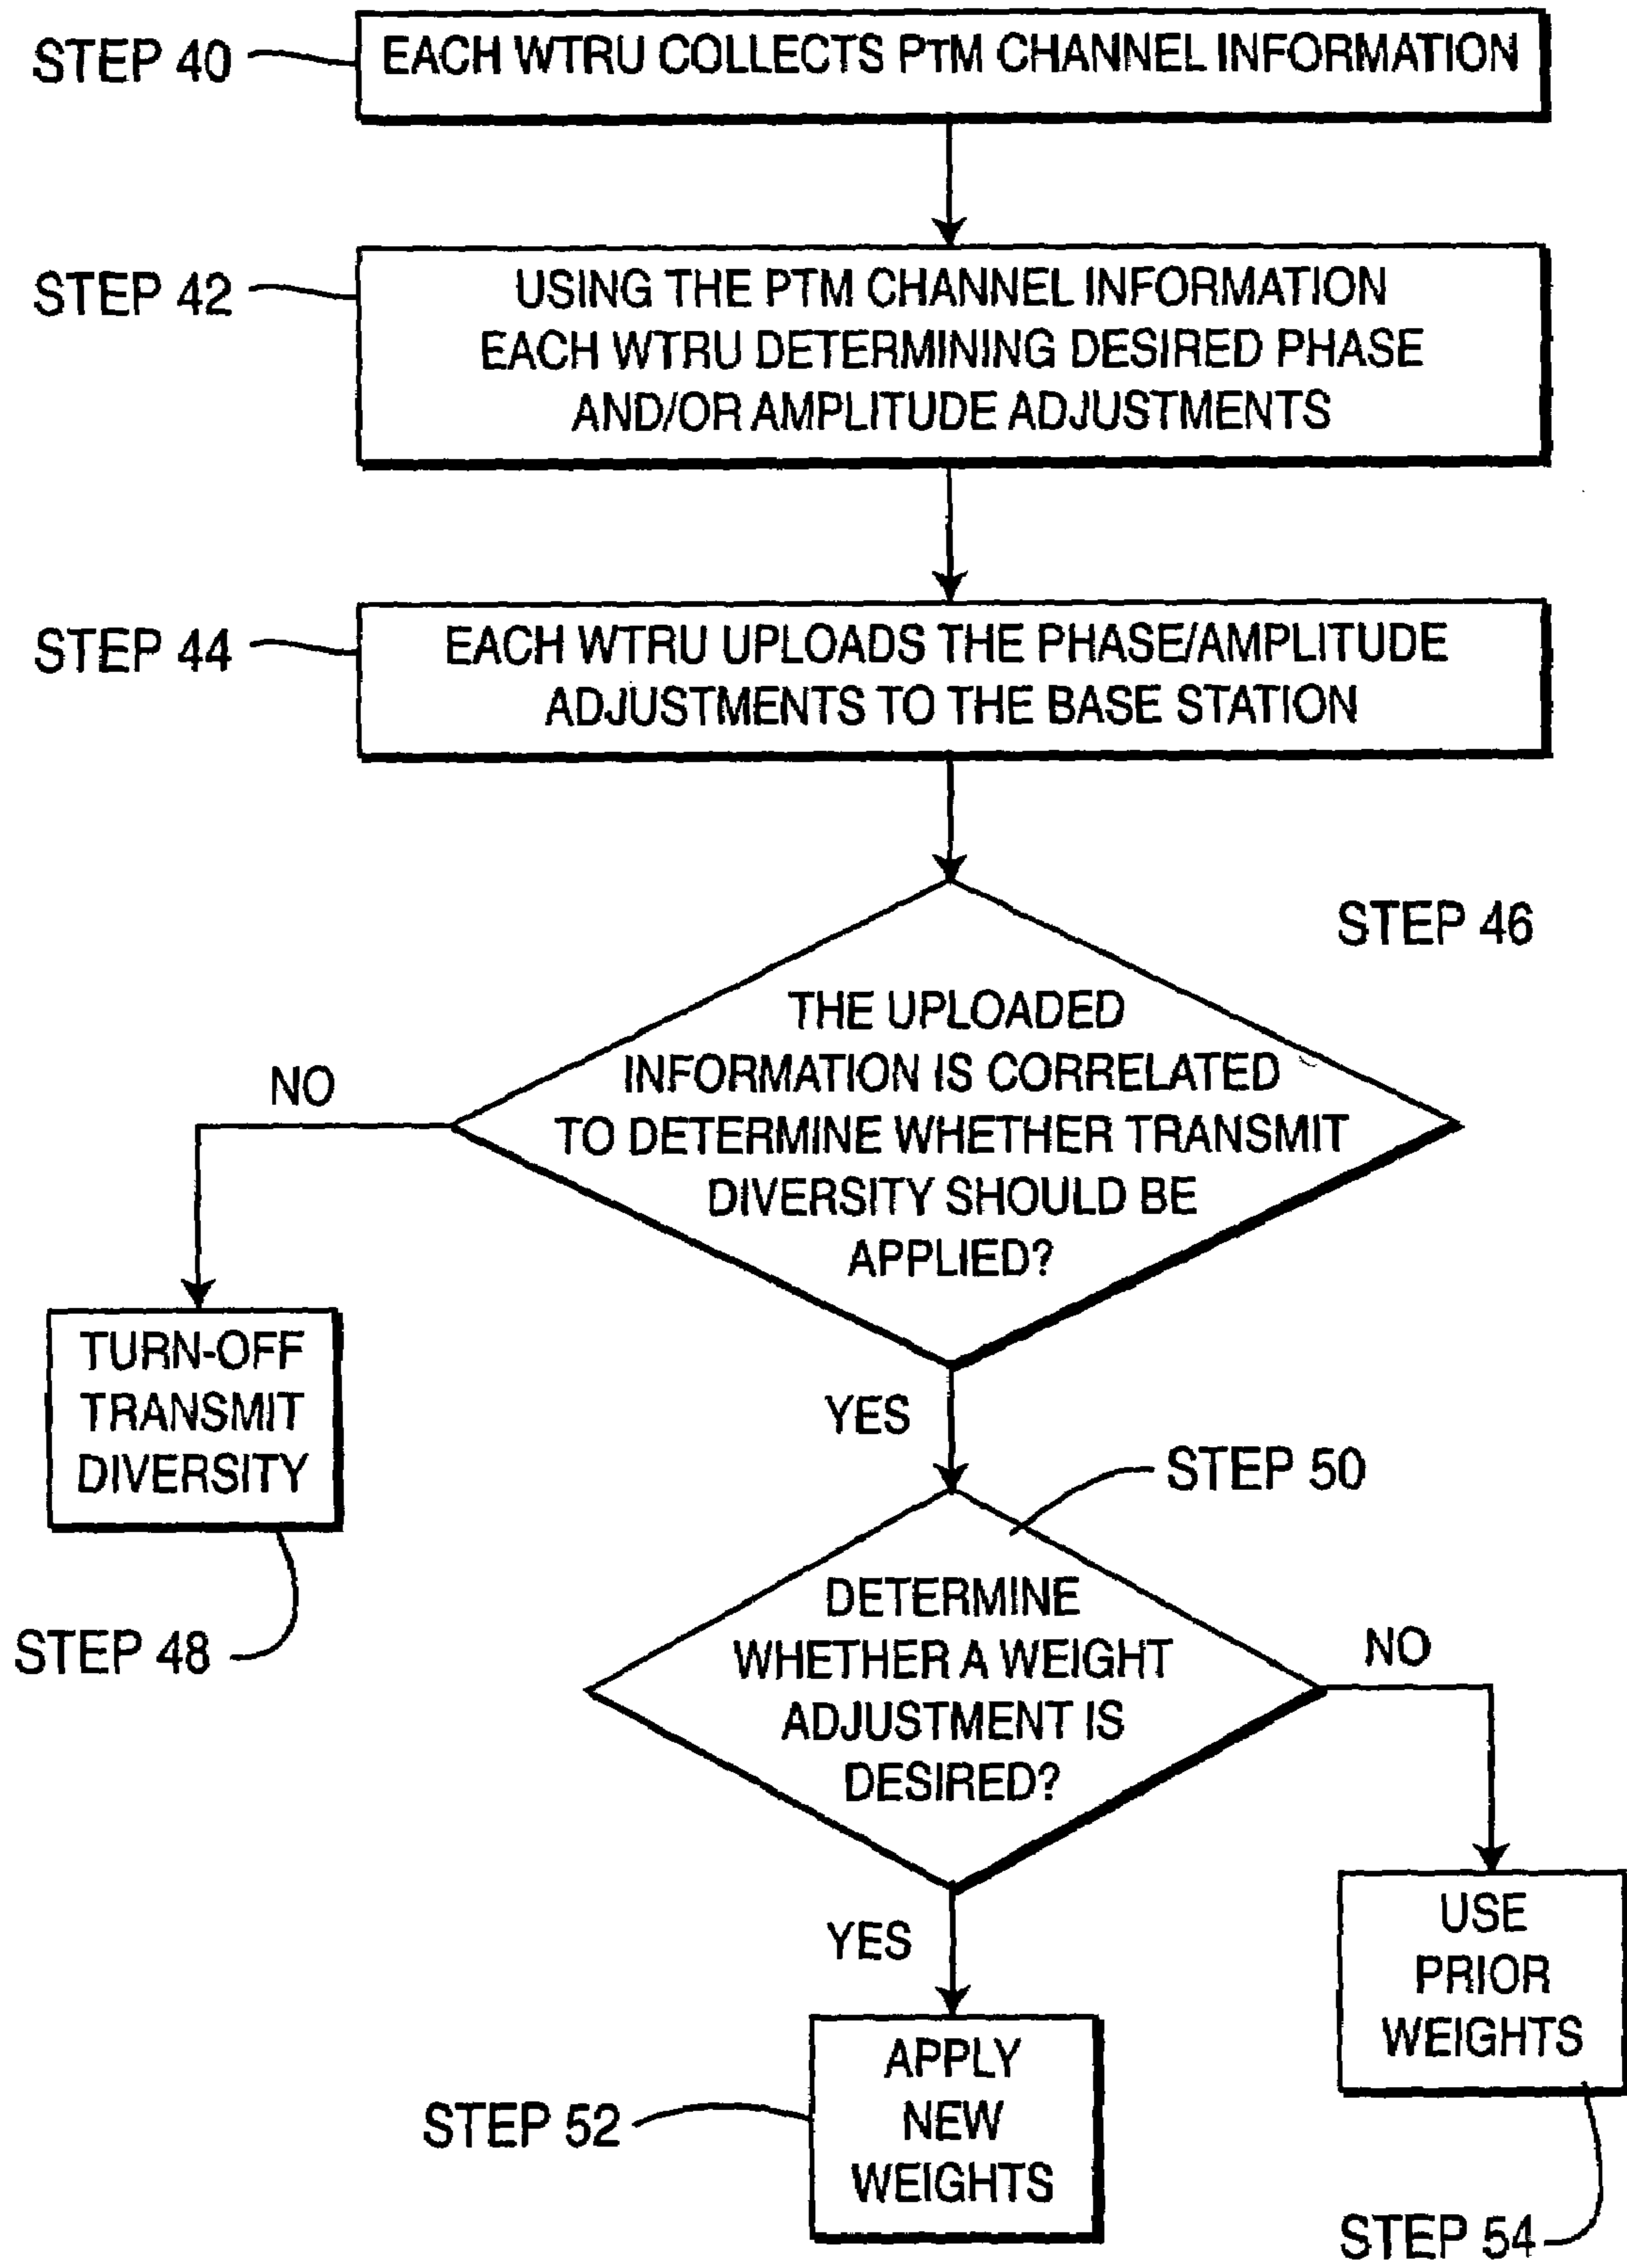 STEP 40
EACH WTRU COLLECTS PTM CHANNEL INFORMATION
STEP 42
USING THE PTM CHANNEL INFORMATION
EACH WTRU DETERMINING DESIRED PHASE
AND/OR AMPLITUDE ADJUSTMENTS
STEP 44
EACH WTRU UPLOADS THE PHASE/AMPLITUDE
ADJUSTMENTS TO THE BASE STATION
STEP 46
THE UPLOADED
INFORMATION IS CORRELATED
TO DETERMINE WHETHER TRANSMIT
DIVERSITY SHOULD BE
APPLIED?
NO
TURN-OFF
TRANSMIT
DIVERSITY
STEP 48
YES
STEP 50
DETERMINE
WHETHER A WEIGHT
ADJUSTMENT IS
DESIRED?
NO
USE
PRIOR
WEIGHTS
STEP 54
YES
APPLY
NEW
WEIGHTS
STEP 52